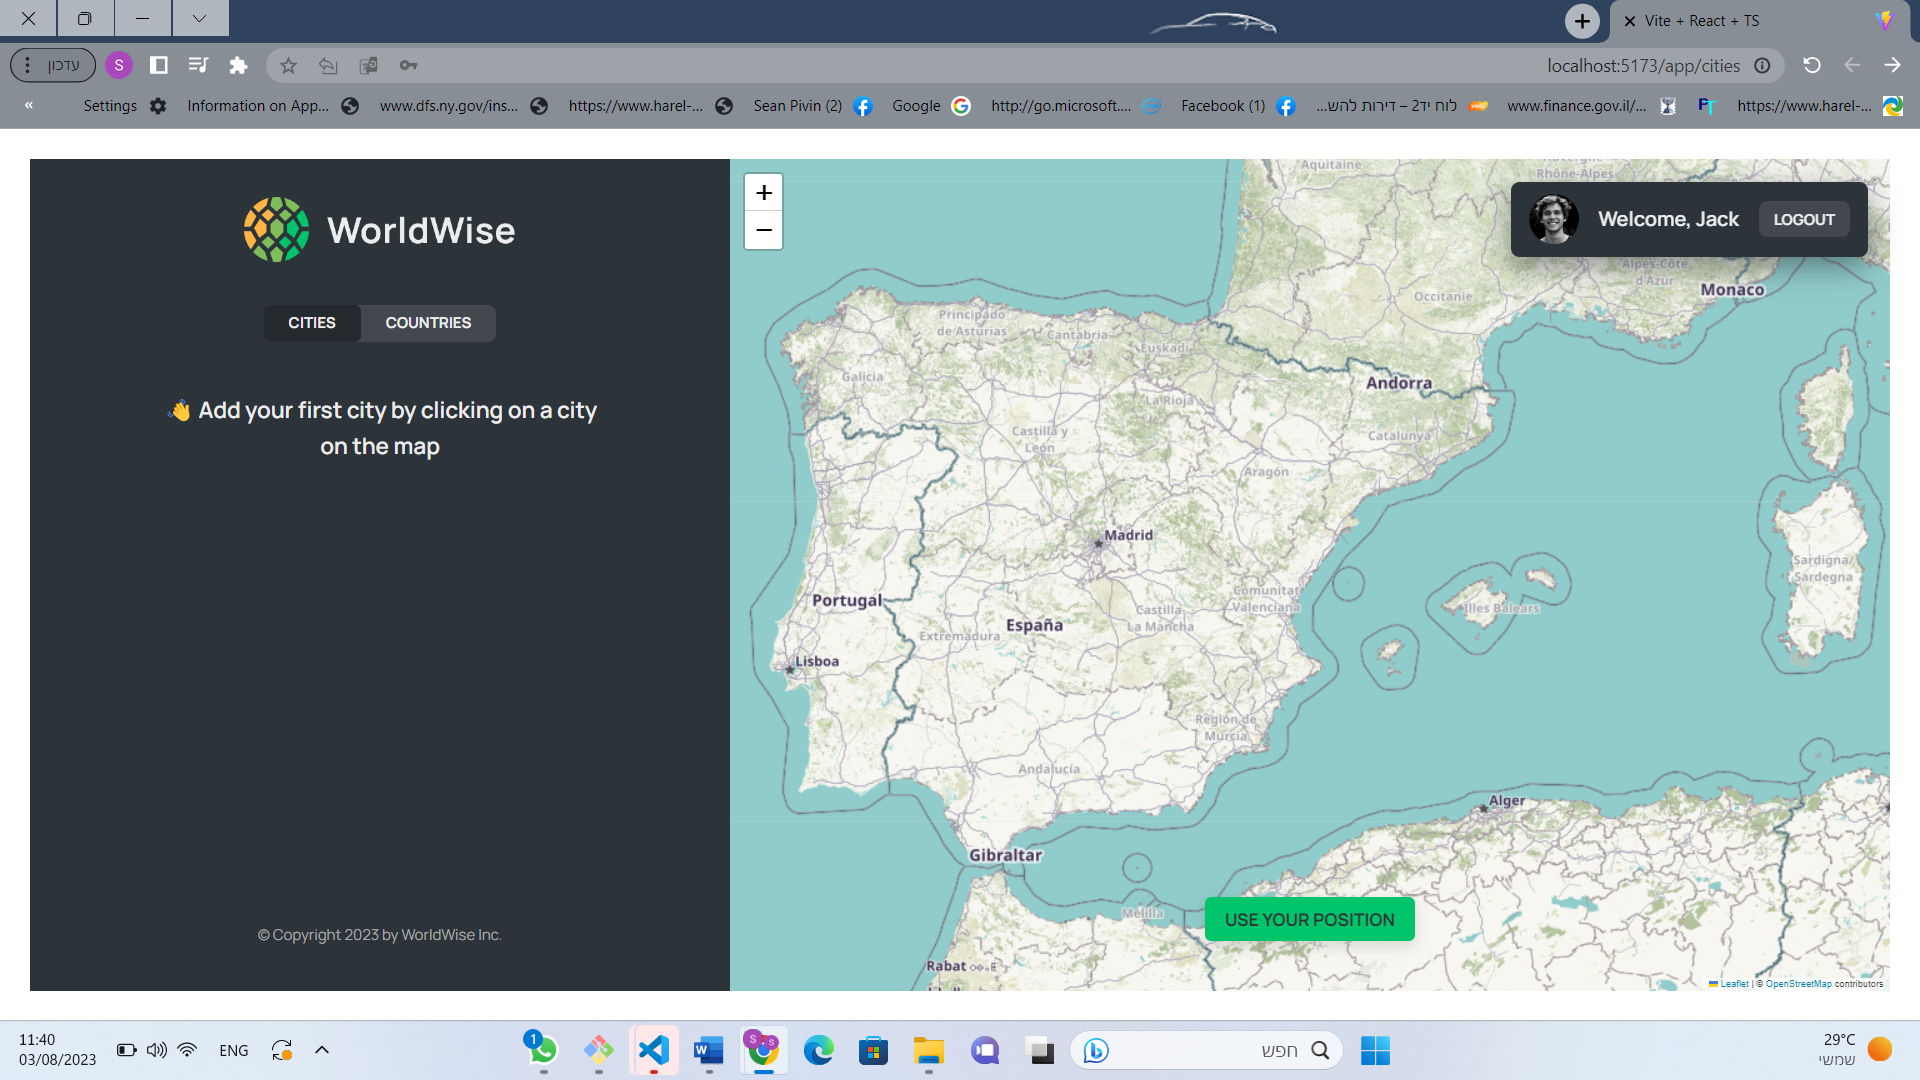 Vite + React + TS
עדכון
S
localhost:5173/app/cities
«
Settings
Information on App...
www.dfs.ny.gov/ins...
https://www.harel-...
Sean Pivin (2)
Google
http://go.microsoft....
Facebook (1)
לוח יד2 – דירות להש...
www.finance.gov.il/...
https://www.harel-...
WorldWise
CITIES
COUNTRIES
👋 Add your first city by clicking on a city
on the map
© Copyright 2023 by WorldWise Inc.
+
−
Welcome, Jack
LOGOUT
Aquitaine
Rhône-Alpes
Alpes-Côte
d'Azur
Monaco
Occitanie
Principado
de Asturias
Cantabria
Euskadi
Galicia
Andorra
La Rioja
Castilla y
León
Catalunya
Aragón
Madrid
Sardigna/
Sardegna
Comunitat
Valenciana
Portugal
Castilla-
La Mancha
Illes Balears
España
Extremadura
Lisboa
Región de
Murcia
Andalucía
Alger
Gibraltar
Melilla
USE YOUR POSITION
Rabat
Leaflet | © OpenStreetMap contributors
11:40
03/08/2023
ENG
1
חפש
29°C
שמשי